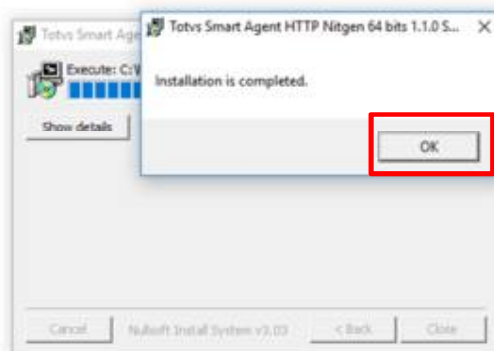 Totvs Smart Age
Totvs Smart Agent HTTP Nitgen 64 bits 1.1.0 S...
Execute: C:\
Installation is completed.
Show details
OK
Cancel
Nullsoft Install System v3.03
< Back
Close